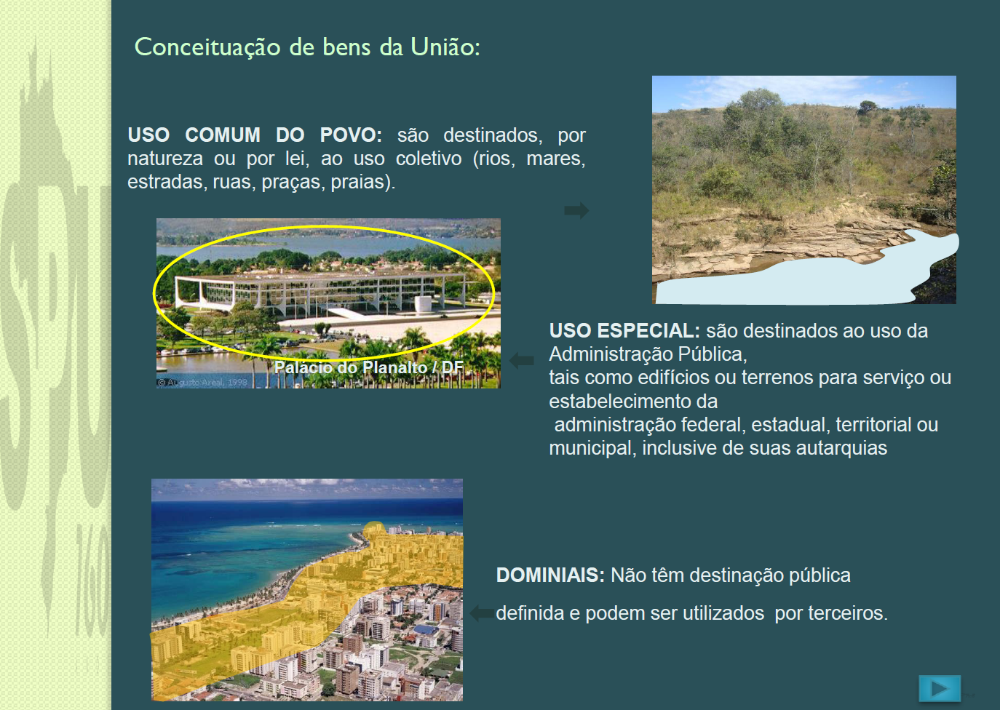 Conceituação de bens da União:
USO COMUM DO POVO: são destinados, por
natureza ou por lei, ao uso coletivo (rios, mares,
estradas, ruas, praças, praias).
Palácio do Planalto / DF
© Augusto Areal, 1998
USO ESPECIAL: são destinados ao uso da
Administração Pública,
tais como edifícios ou terrenos para serviço ou
estabelecimento da
administração federal, estadual, territorial ou
municipal, inclusive de suas autarquias
DOMINIAIS: Não têm destinação pública
definida e podem ser utilizados por terceiros.
SPU
160